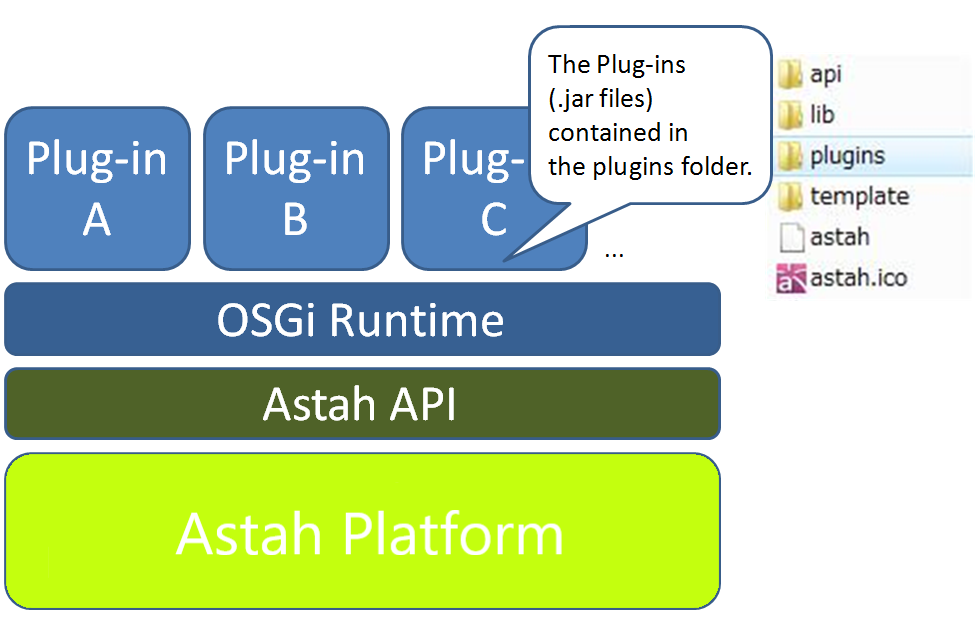 The Plug-ins
(.jar files)
contained in
the plugins folder.
Plug-in
A
Plug-in
B
Plug-
C
...
OSGi Runtime
Astah API
Astah Platform
api
lib
plugins
template
astah
astah.ico